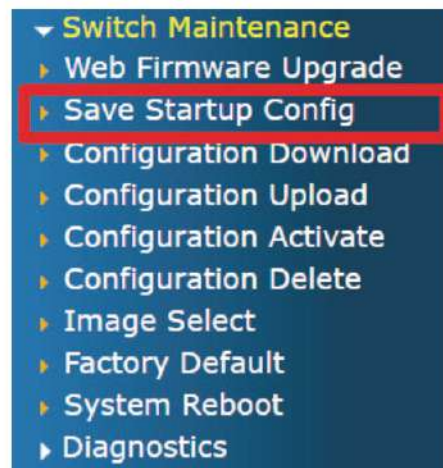 Switch Maintenance
Web Firmware Upgrade
Save Startup Config
Configuration Download
Configuration Upload
Configuration Activate
Configuration Delete
Image Select
Factory Default
System Reboot
Diagnostics